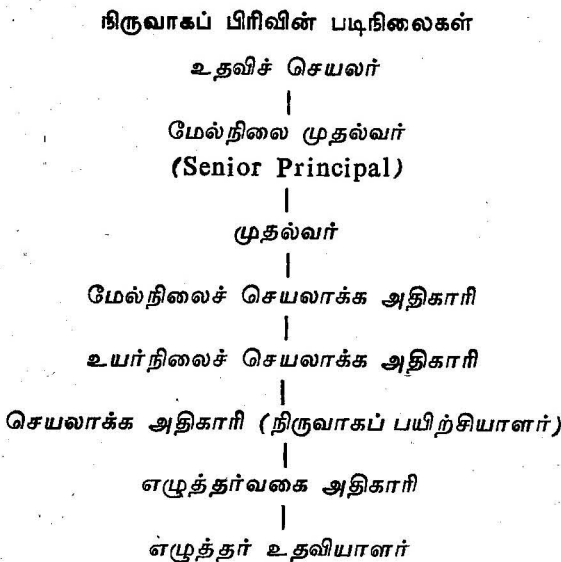 நிருவாகப் பிரிவின் படிநிலைகள்
உதவிச் செயலர்
மேல்நிலை முதல்வர்
(Senior Principal)
முதல்வர்
மேல்நிலைச் செயலாக்க அதிகாரி
உயர்நிலைச் செயலாக்க அதிகாரி
செயலாக்க அதிகாரி (நிருவாகப் பயிற்சியாளர்)
எழுத்தர்வகை அதிகாரி
எழுத்தர் உதவியாளர்